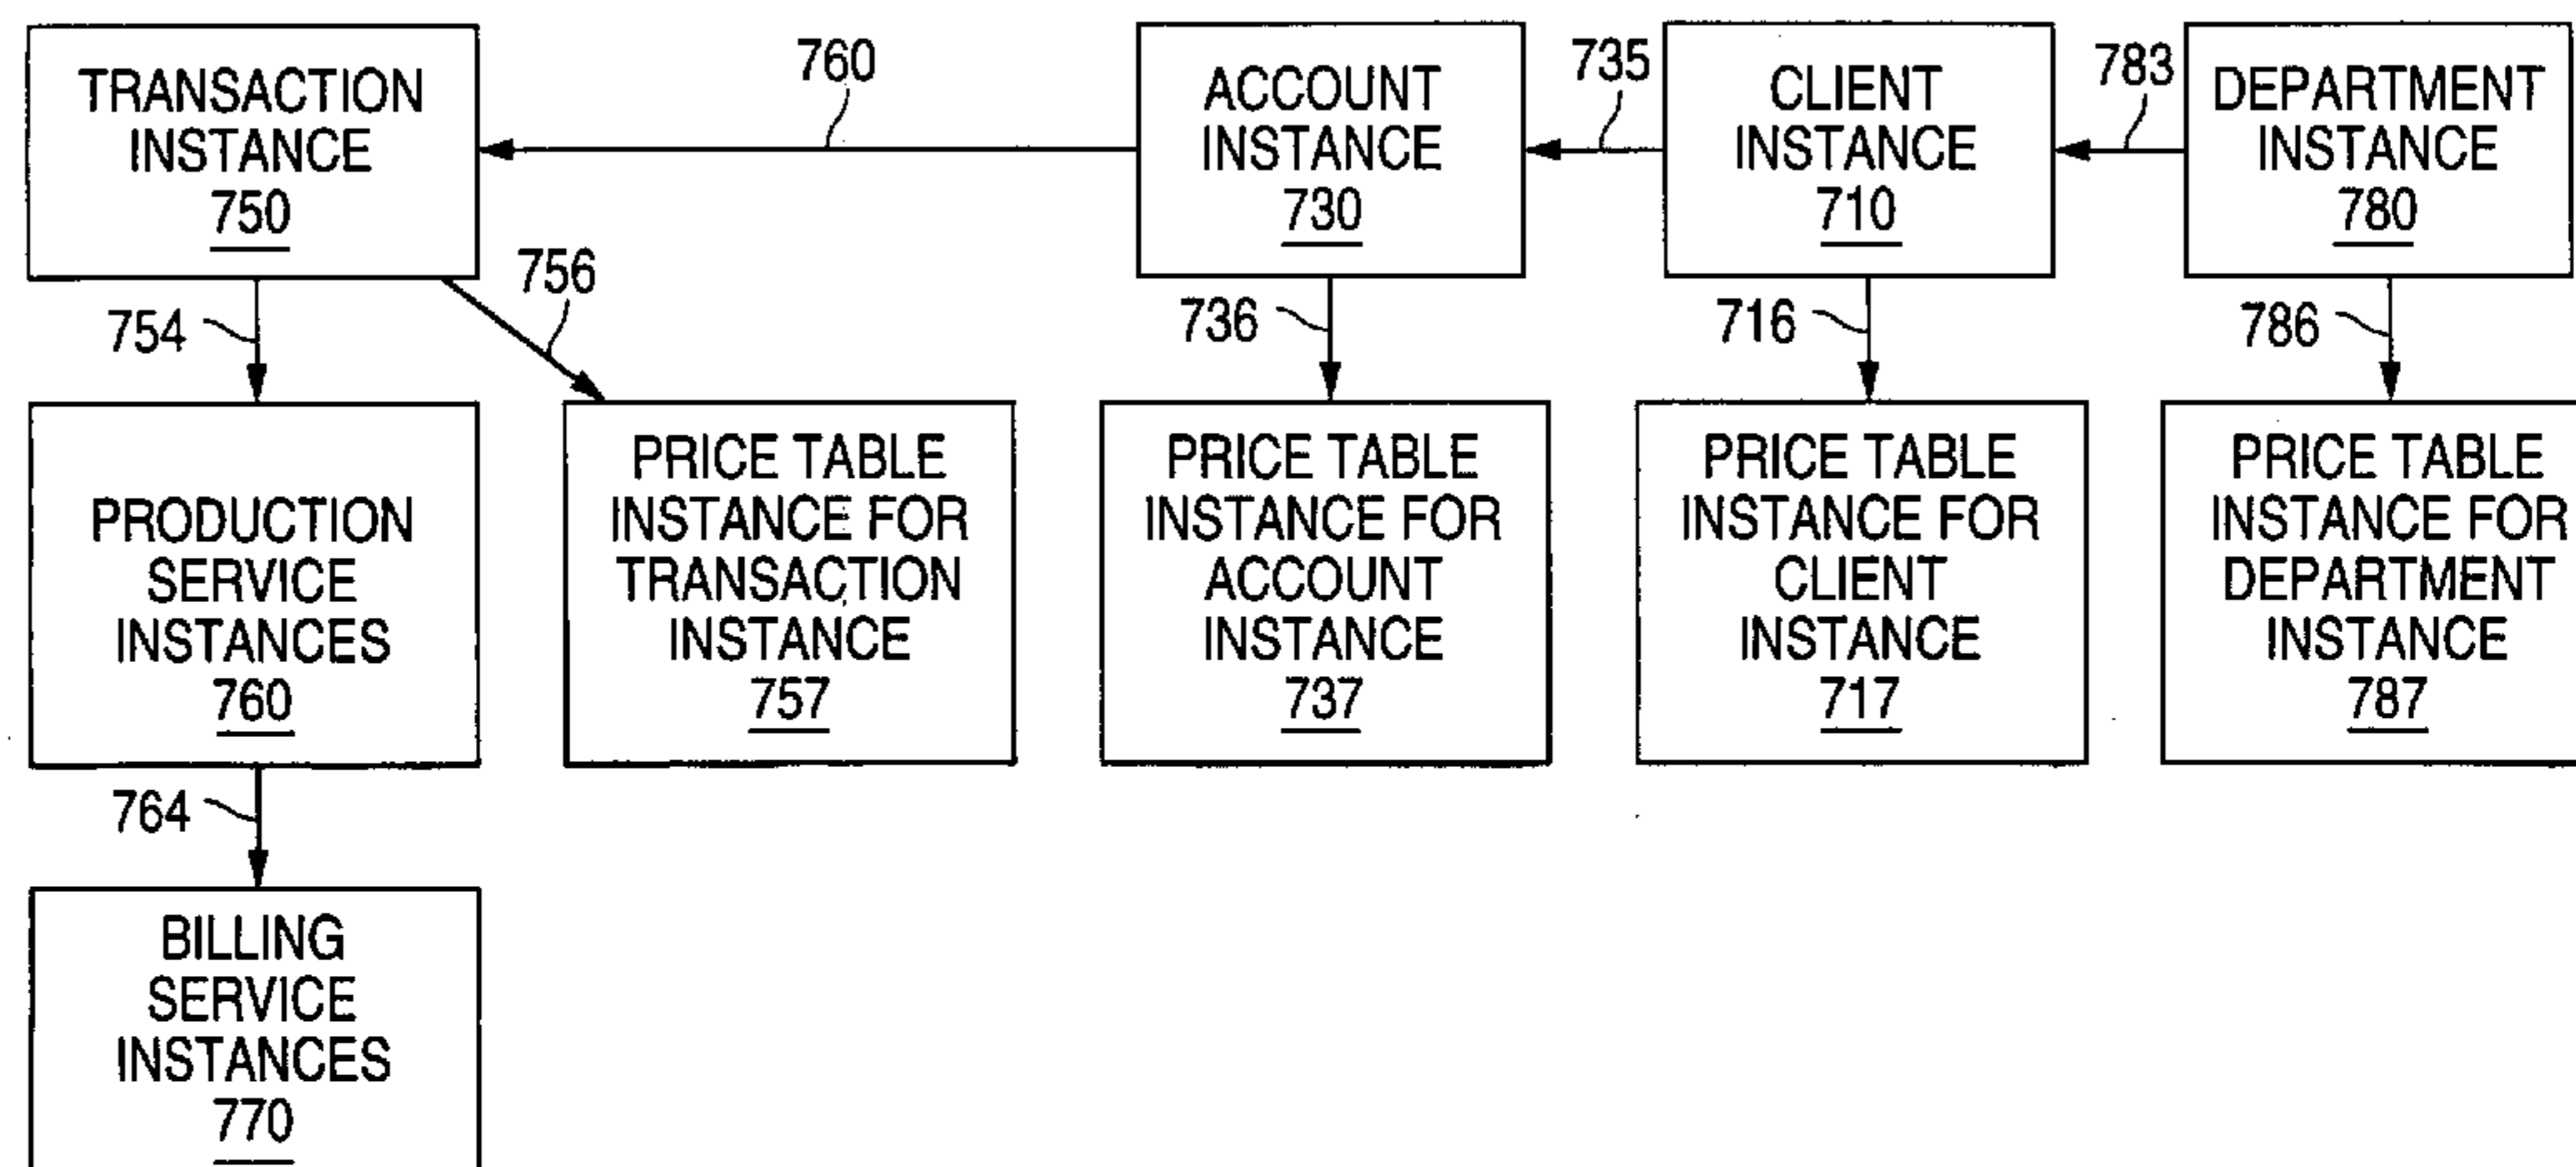 TRANSACTION
INSTANCE
750
760
ACCOUNT
INSTANCE
730
735
CLIENT
INSTANCE
710
783
DEPARTMENT
INSTANCE
780
754
756
736
716
786
PRODUCTION
SERVICE
INSTANCES
760
PRICE TABLE
INSTANCE FOR
TRANSACTION
INSTANCE
757
PRICE TABLE
INSTANCE FOR
ACCOUNT
INSTANCE
737
PRICE TABLE
INSTANCE FOR
CLIENT
INSTANCE
717
PRICE TABLE
INSTANCE FOR
DEPARTMENT
INSTANCE
787
764
BILLING
SERVICE
INSTANCES
770